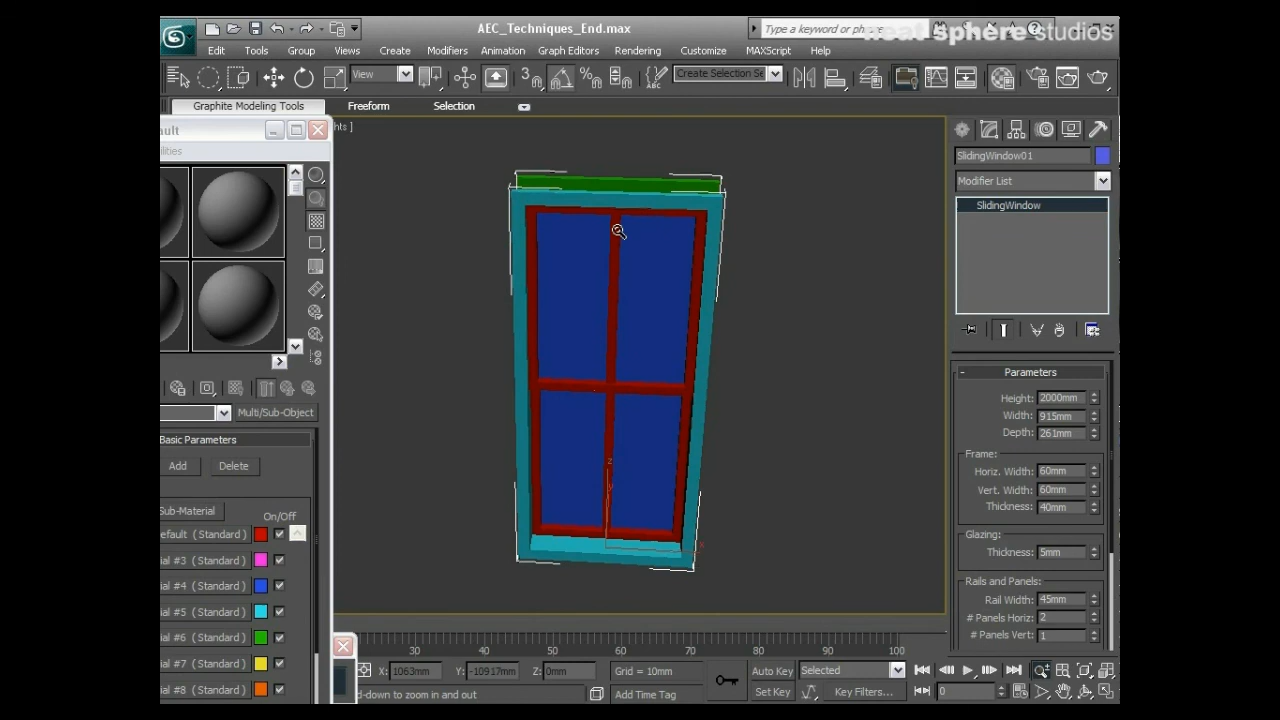 AEC_Techniques_End.max
Type a keyword or phrase
neat sphere studios
Edit Tools Group Views Create Modifiers Animation Graph Editors Rendering Customize MAXScript Help
View
3
%
ABC
Create Selection Se
Graphite Modeling Tools Freeform Selection
ault
hts ]
ilities
SlidingWindow01
Modifier List
SlidingWindow
Multi/Sub-Object
Basic Parameters
Add Delete
Sub-Material On/Off
efault (Standard )
ial #3 (Standard )
ial #4 (Standard )
ial #5 (Standard )
ial #6 (Standard )
ial #7 (Standard )
ial #8 (Standard )
z
y
x
- Parameters
Height: 2000mm
Width: 915mm
Depth: 261mm
Frame:
Horiz. Width: 60mm
Vert. Width: 60mm
Thickness: 40mm
Glazing:
Thickness: 5mm
Rails and Panels:
Rail Width: 45mm
# Panels Horiz: 2
# Panels Vert: 1
30 40 50 60 70 80 90 100
X: 1063mm Y: -10917mm Z: 0mm Grid = 10mm Auto Key Selected
d-down to zoom in and out Add Time Tag Set Key Key Filters... 0